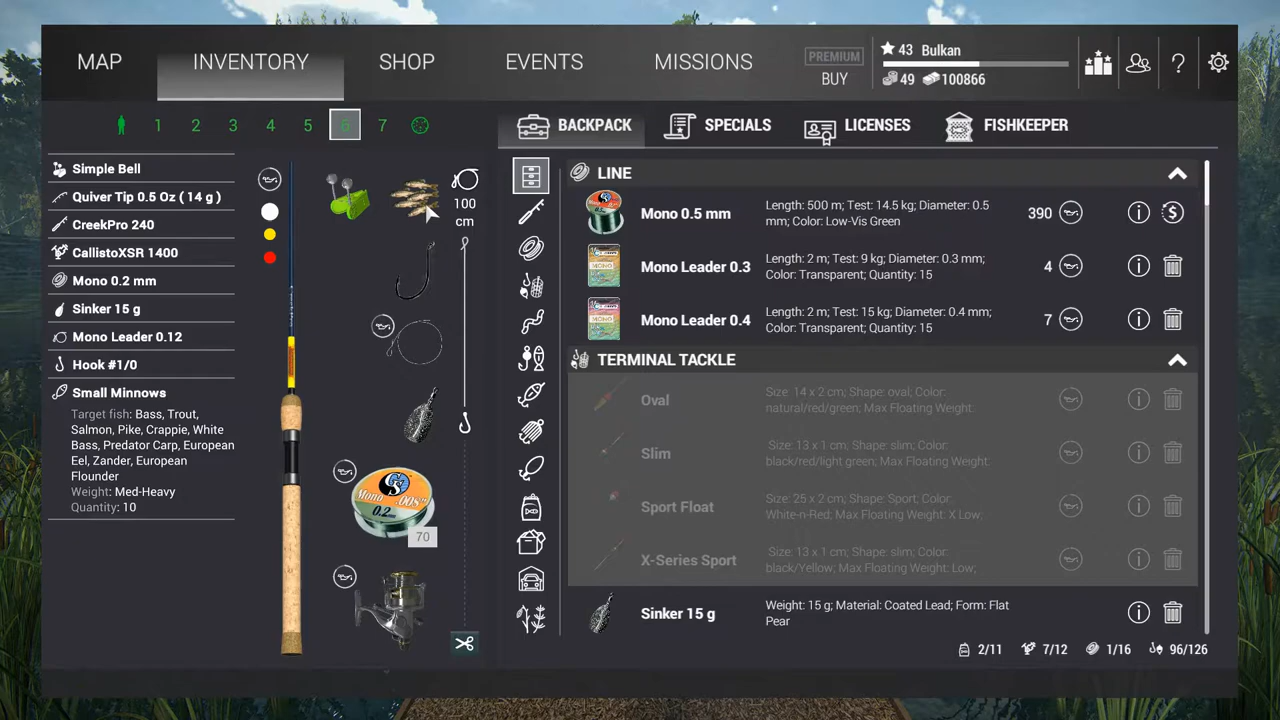 MAP
INVENTORY
SHOP
EVENTS
MISSIONS
PREMIUM
BUY
43 Bulkan
49 100866
?
1 2 3 4 5 6 7
BACKPACK
SPECIALS
LICENSES
FISHKEEPER
Simple Bell
Quiver Tip 0.5 Oz ( 14 g )
CreekPro 240
CallistoXSR 1400
Mono 0.2 mm
Sinker 15 g
Mono Leader 0.12
Hook #1/0
Small Minnows
Target fish: Bass, Trout,
Salmon, Pike, Crappie, White
Bass, Predator Carp, European
Eel, Zander, European
Flounder
Weight: Med-Heavy
Quantity: 10
100
cm
Mono .008"
0.2mm
70
LINE
Mono 0.5 mm
Length: 500 m; Test: 14.5 kg; Diameter: 0.5
mm; Color: Low-Vis Green
390
Mono Leader 0.3
Length: 2 m; Test: 9 kg; Diameter: 0.3 mm;
Color: Transparent; Quantity: 15
4
Mono Leader 0.4
Length: 2 m; Test: 15 kg; Diameter: 0.4 mm;
Color: Transparent; Quantity: 15
7
TERMINAL TACKLE
Oval
Size: 14 x 2 cm; Shape: oval; Color:
natural/red/green; Max Floating Weight:
Slim
Size: 13 x 1 cm; Shape: slim; Color:
black/red/light green; Max Floating Weight:
Sport Float
Size: 25 x 2 cm; Shape: Sport; Color:
White-n-Red; Max Floating Weight: X Low;
X-Series Sport
Size: 13 x 1 cm; Shape: slim; Color:
black/Yellow; Max Floating Weight: Low;
Sinker 15 g
Weight: 15 g; Material: Coated Lead; Form: Flat
Pear
2/11 7/12 1/16 96/126